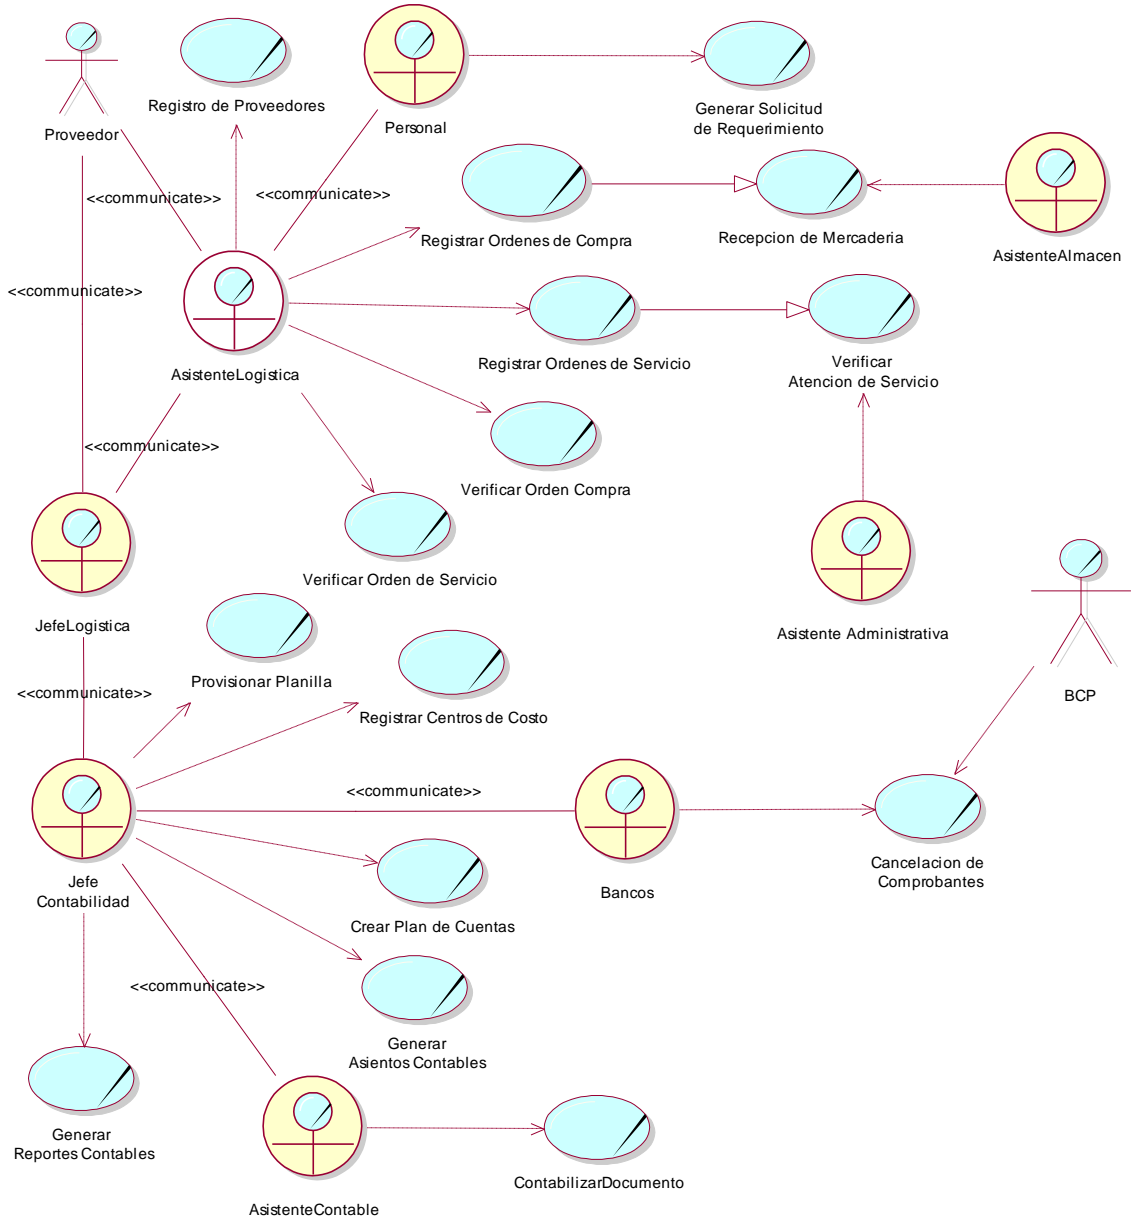 Registro de Proveedores
Personal
Generar Solicitud
de Requerimiento
Proveedor
<<communicate>>
<<communicate>>
Registrar Ordenes de Compra
Recepcion de Mercaderia
AsistenteAlmacen
<<communicate>>
AsistenteLogistica
Registrar Ordenes de Servicio
Verificar
Atencion de Servicio
<<communicate>>
Verificar Orden Compra
Verificar Orden de Servicio
JefeLogistica
Asistente Administrativa
<<communicate>>
Provisionar Planilla
Registrar Centros de Costo
BCP
<<communicate>>
Jefe
Contabilidad
Bancos
Cancelacion de
Comprobantes
Crear Plan de Cuentas
<<communicate>>
Generar
Asientos Contables
Generar
Reportes Contables
AsistenteContable
ContabilizarDocumento